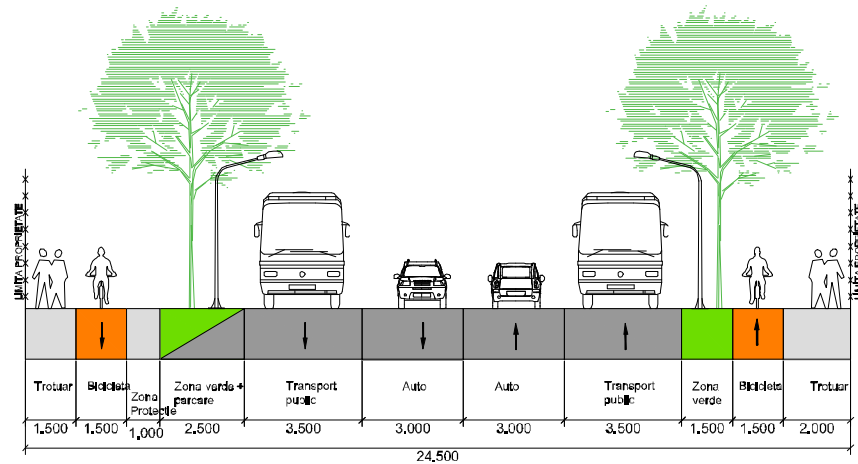 LIMITA PROPRIETATE
LIMITA PROPRIETATE
Trotuar
Bicicleta
Zona
Protectie
Zona verde +
parcare
Transport
public
Auto
Auto
Transport
public
Zona
verde
Bicicleta
Trotuar
1.500
1.500
1.000
2.500
3.500
3.000
3.000
3.500
1.500
1.500
2.000
24.500